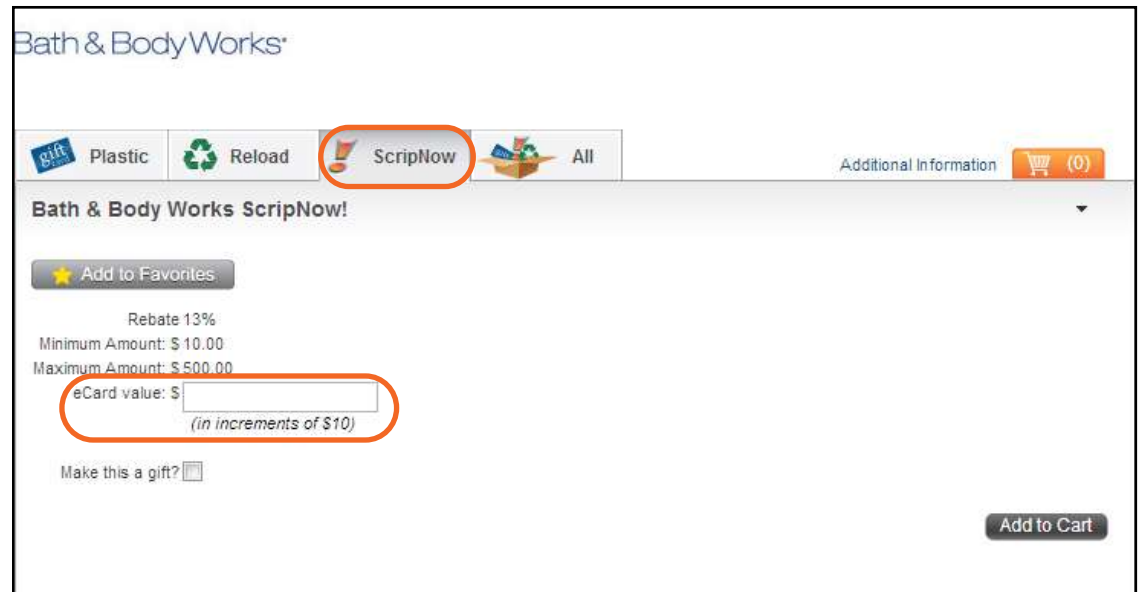 Bath & Body Works
gift card
Plastic
Reload
ScripNow
All
Additional Information
(0)
Bath & Body Works ScripNow!
Add to Favorites
Rebate 13%
Minimum Amount: $ 10.00
Maximum Amount: $ 500.00
eCard value: $
(in increments of $10)
Make this a gift?
Add to Cart